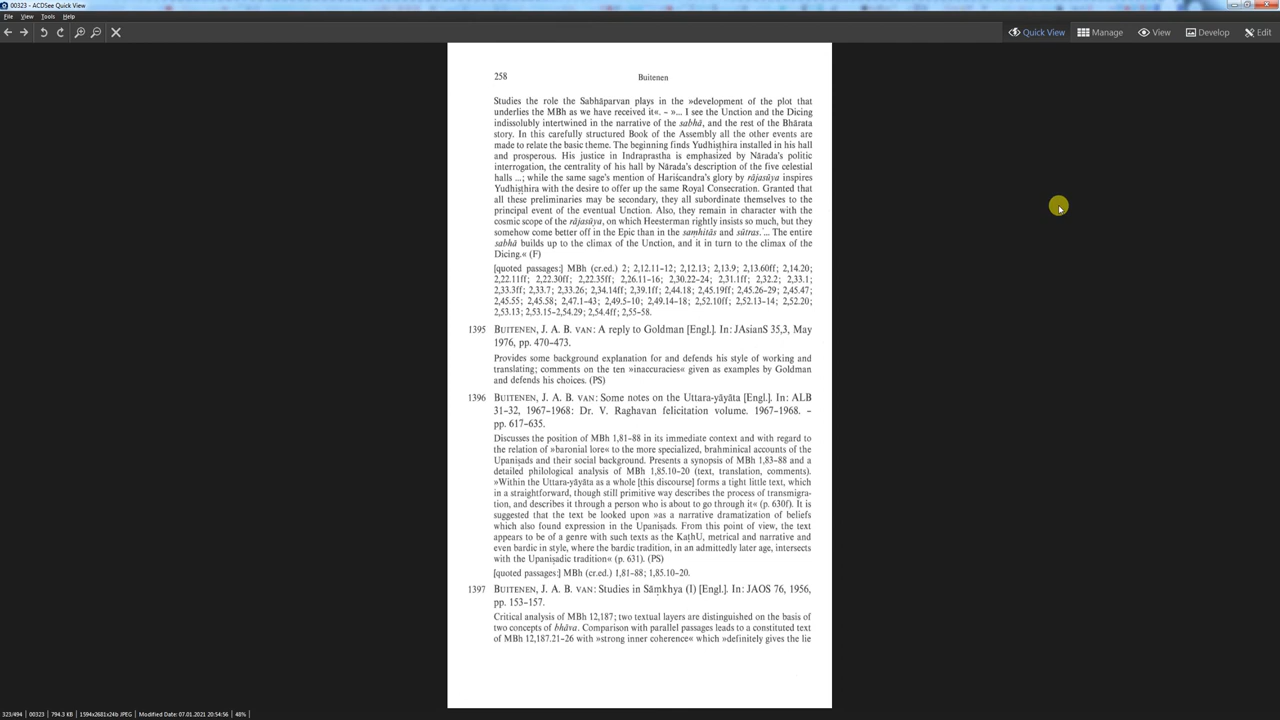 00323 - ACDSee Quick View
File View Tools Help
Quick View Manage View Develop Edit
258 Buitenen
Studies the role the Sabhāparvan plays in the »development of the plot that
underlies the MBh as we have received it«. – »... I see the Unction and the Dicing
indissolubly intertwined in the narrative of the sabhā, and the rest of the Bhārata
story. In this carefully structured Book of the Assembly all the other events are
made to relate the basic theme. The beginning finds Yudhiṣṭhira installed in his hall
and prosperous. His justice in Indraprastha is emphasized by Nārada's politic
interrogation, the centrality of his hall by Nārada's description of the five celestial
halls ...; while the same sage's mention of Hariścandra's glory by rājasūya inspires
Yudhiṣṭhira with the desire to offer up the same Royal Consecration. Granted that
all these preliminaries may be secondary, they all subordinate themselves to the
principal event of the eventual Unction. Also, they remain in character with the
cosmic scope of the rājasūya, on which Heesterman rightly insists so much, but they
somehow come better off in the Epic than in the saṃhitās and sūtras. ... The entire
sabhā builds up to the climax of the Unction, and it in turn to the climax of the
Dicing.« (F)
[quoted passages:] MBh (cr.ed.) 2; 2,12.11–12; 2,12.13; 2,13.9; 2,13.60ff; 2,14.20;
2,22.11ff; 2,22.30ff; 2,22.35ff; 2,26.11–16; 2,30.22–24; 2,31.1ff; 2,32.2; 2,33.1;
2,33.3ff; 2,33.7; 2,33.26; 2,34.14ff; 2,39.1ff; 2,44.18; 2,45.19ff; 2,45.26–29; 2,45.47;
2,45.55; 2,45.58; 2,47.1–43; 2,49.5–10; 2,49.14–18; 2,52.10ff; 2,52.13–14; 2,52.20;
2,53.13; 2,53.15–2,54.29; 2,54.4ff; 2,55–58.
1395 BUITENEN, J. A. B. VAN: A reply to Goldman [Engl.]. In: JAsianS 35,3, May
1976, pp. 470–473.
Provides some background explanation for and defends his style of working and
translating; comments on the ten »inaccuracies« given as examples by Goldman
and defends his choices. (PS)
1396 BUITENEN, J. A. B. VAN: Some notes on the Uttara-yāyāta [Engl.]. In: ALB
31–32, 1967–1968: Dr. V. Raghavan felicitation volume. 1967–1968. –
pp. 617–635.
Discusses the position of MBh 1,81–88 in its immediate context and with regard to
the relation of »baronial lore« to the more specialized, brahminical accounts of the
Upaniṣads and their social background. Presents a synopsis of MBh 1,83–88 and a
detailed philological analysis of MBh 1,85.10–20 (text, translation, comments).
»Within the Uttara-yāyāta as a whole [this discourse] forms a tight little text, which
in a straightforward, though still primitive way describes the process of transmigra-
tion, and describes it through a person who is about to go through it« (p. 630f). It is
suggested that the text be looked upon »as a narrative dramatization of beliefs
which also found expression in the Upaniṣads. From this point of view, the text
appears to be of a genre with such texts as the KaṭhU, metrical and narrative and
even bardic in style, where the bardic tradition, in an admittedly later age, intersects
with the Upaniṣadic tradition« (p. 631). (PS)
[quoted passages:] MBh (cr.ed.) 1,81–88; 1,85.10–20.
1397 BUITENEN, J. A. B. VAN: Studies in Sāṃkhya (I) [Engl.]. In: JAOS 76, 1956,
pp. 153–157.
Critical analysis of MBh 12,187; two textual layers are distinguished on the basis of
two concepts of bhāva. Comparison with parallel passages leads to a constituted text
of MBh 12,187.21–26 with »strong inner coherence« which »definitely gives the lie
323/494 00323 794.3 KB 1594x2681x24b JPEG Modified Date: 07.01.2021 20:54:56 48%